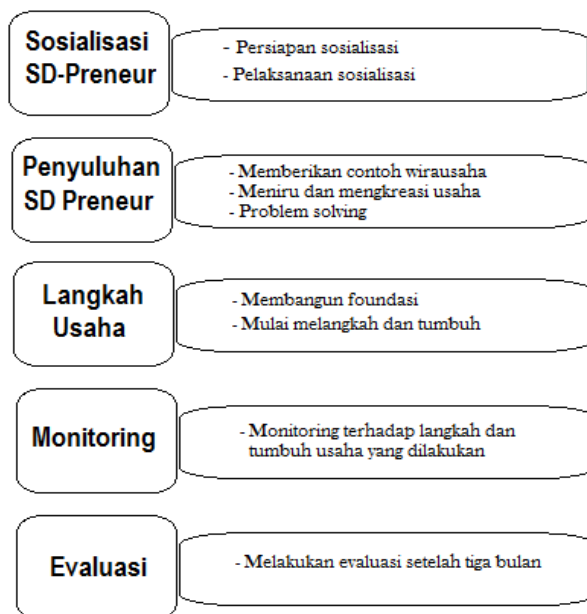 Sosialisasi
SD-Preneur
- Persiapan sosialisasi
- Pelaksanaan sosialisasi
Penyuluhan
SD Preneur
- Memberikan contoh wirausaha
- Meniru dan mengkreasi usaha
- Problem solving
Langkah
Usaha
- Membangun foundasi
- Mulai melangkah dan tumbuh
Monitoring
- Monitoring terhadap langkah dan
tumbuh usaha yang dilakukan
Evaluasi
- Melakukan evaluasi setelah tiga bulan